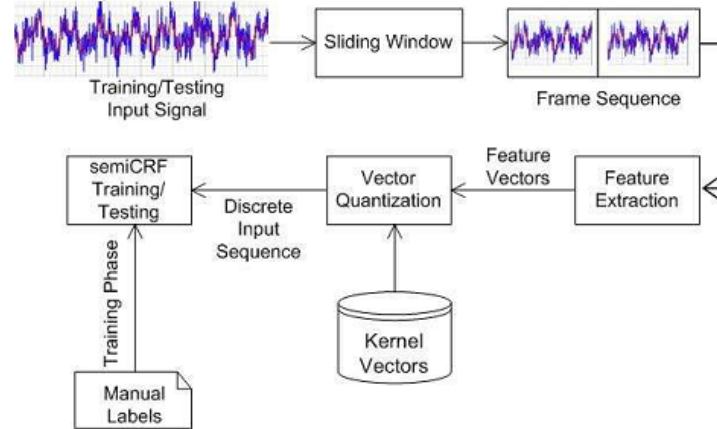 Training/Testing
Input Signal
Sliding Window
Frame Sequence
semiCRF
Training/
Testing
Discrete
Input
Sequence
Vector
Quantization
Feature
Vectors
Feature
Extraction
Training Phase
Kernel
Vectors
Manual
Labels